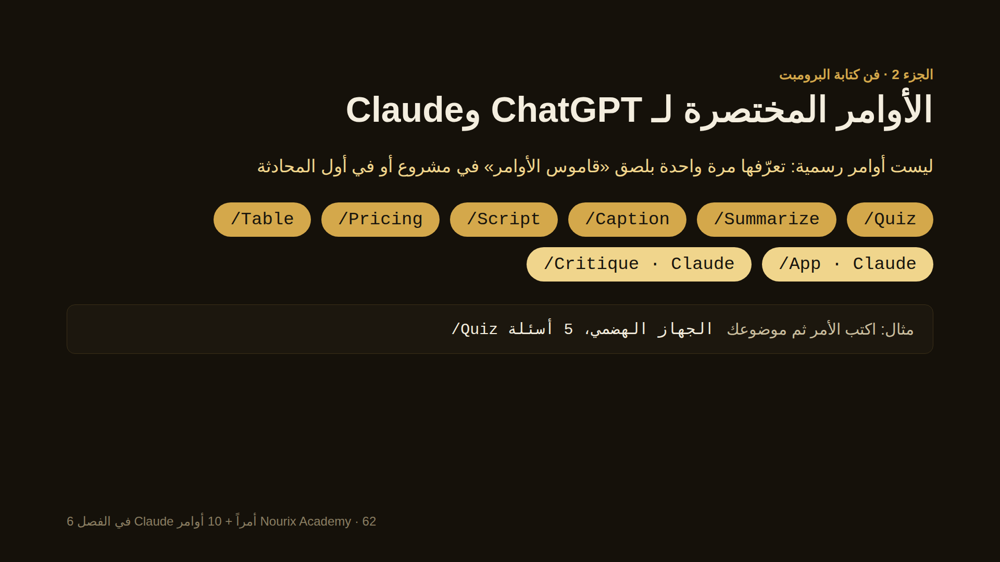 الجزء 2 · فن كتابة البرومبت
الأوامر المختصرة لـ ChatGPT وClaude
ليست أوامر رسمية: تعرّفها مرة واحدة بلصق «قاموس الأوامر» في مشروع أو في أول المحادثة
/Quiz
/Summarize
/Caption
/Script
/Pricing
/Table
/App · Claude
/Critique · Claude
مثال: اكتب الأمر ثم موضوعك
/Quiz الجهاز الهضمي، 5 أسئلة
Nourix Academy · 62 أمراً + 10 أوامر Claude في الفصل 6